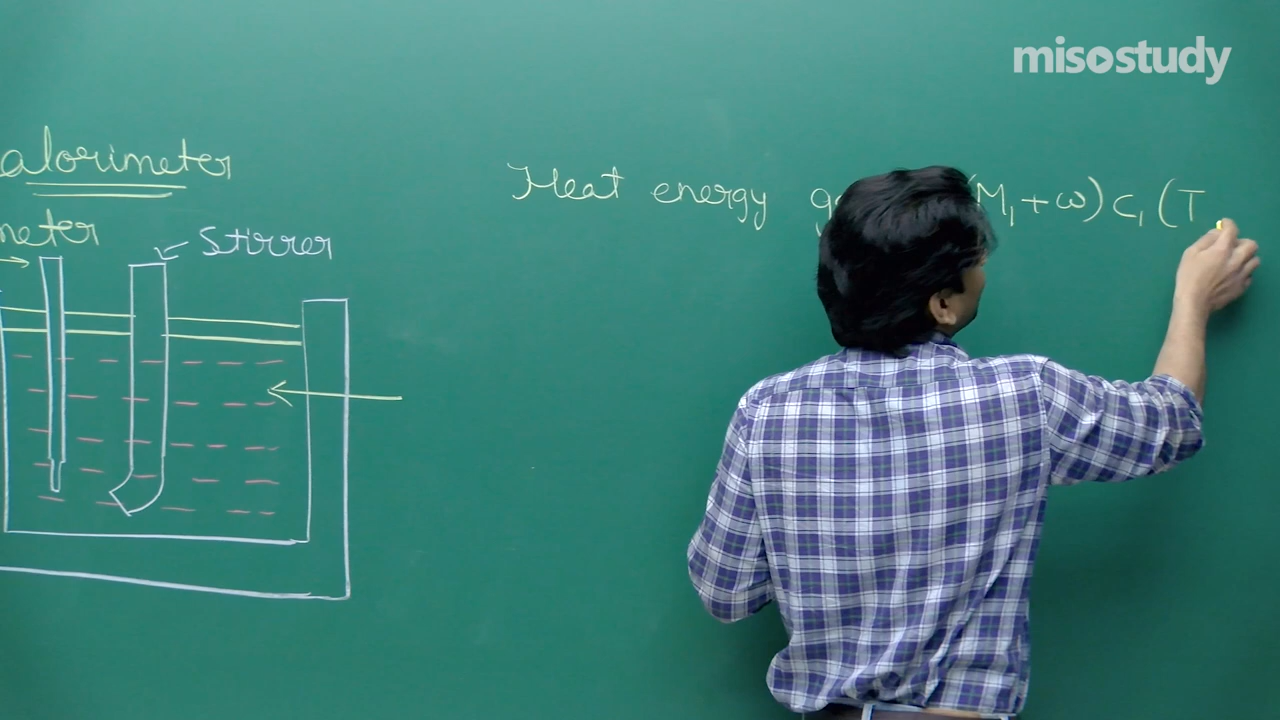 misostudy
alorimeter
Heat energy (M₁+ω)C₁(T
meter
Stirrer